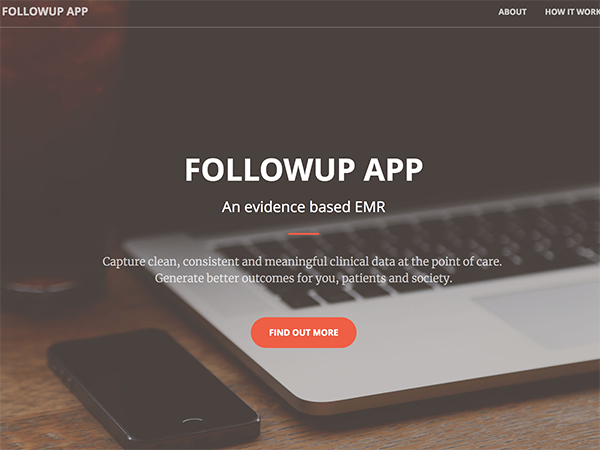 FOLLOWUP APP
ABOUT HOW IT WORK
FOLLOWUP APP
An evidence based EMR
Capture clean, consistent and meaningful clinical data at the point of care.
Generate better outcomes for you, patients and society.
FIND OUT MORE